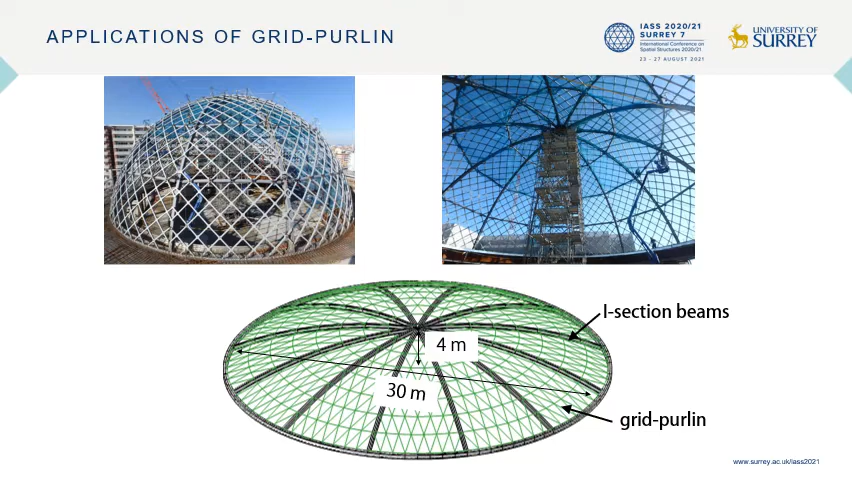 APPLICATIONS OF GRID-PURLIN
IASS 2020/21
SURREY 7
International Conference on
Spatial Structures 2020/21
23 - 27 AUGUST 2021
UNIVERSITY OF
SURREY
I-section beams
4 m
30 m
grid-purlin
www.surrey.ac.uk/iass2021